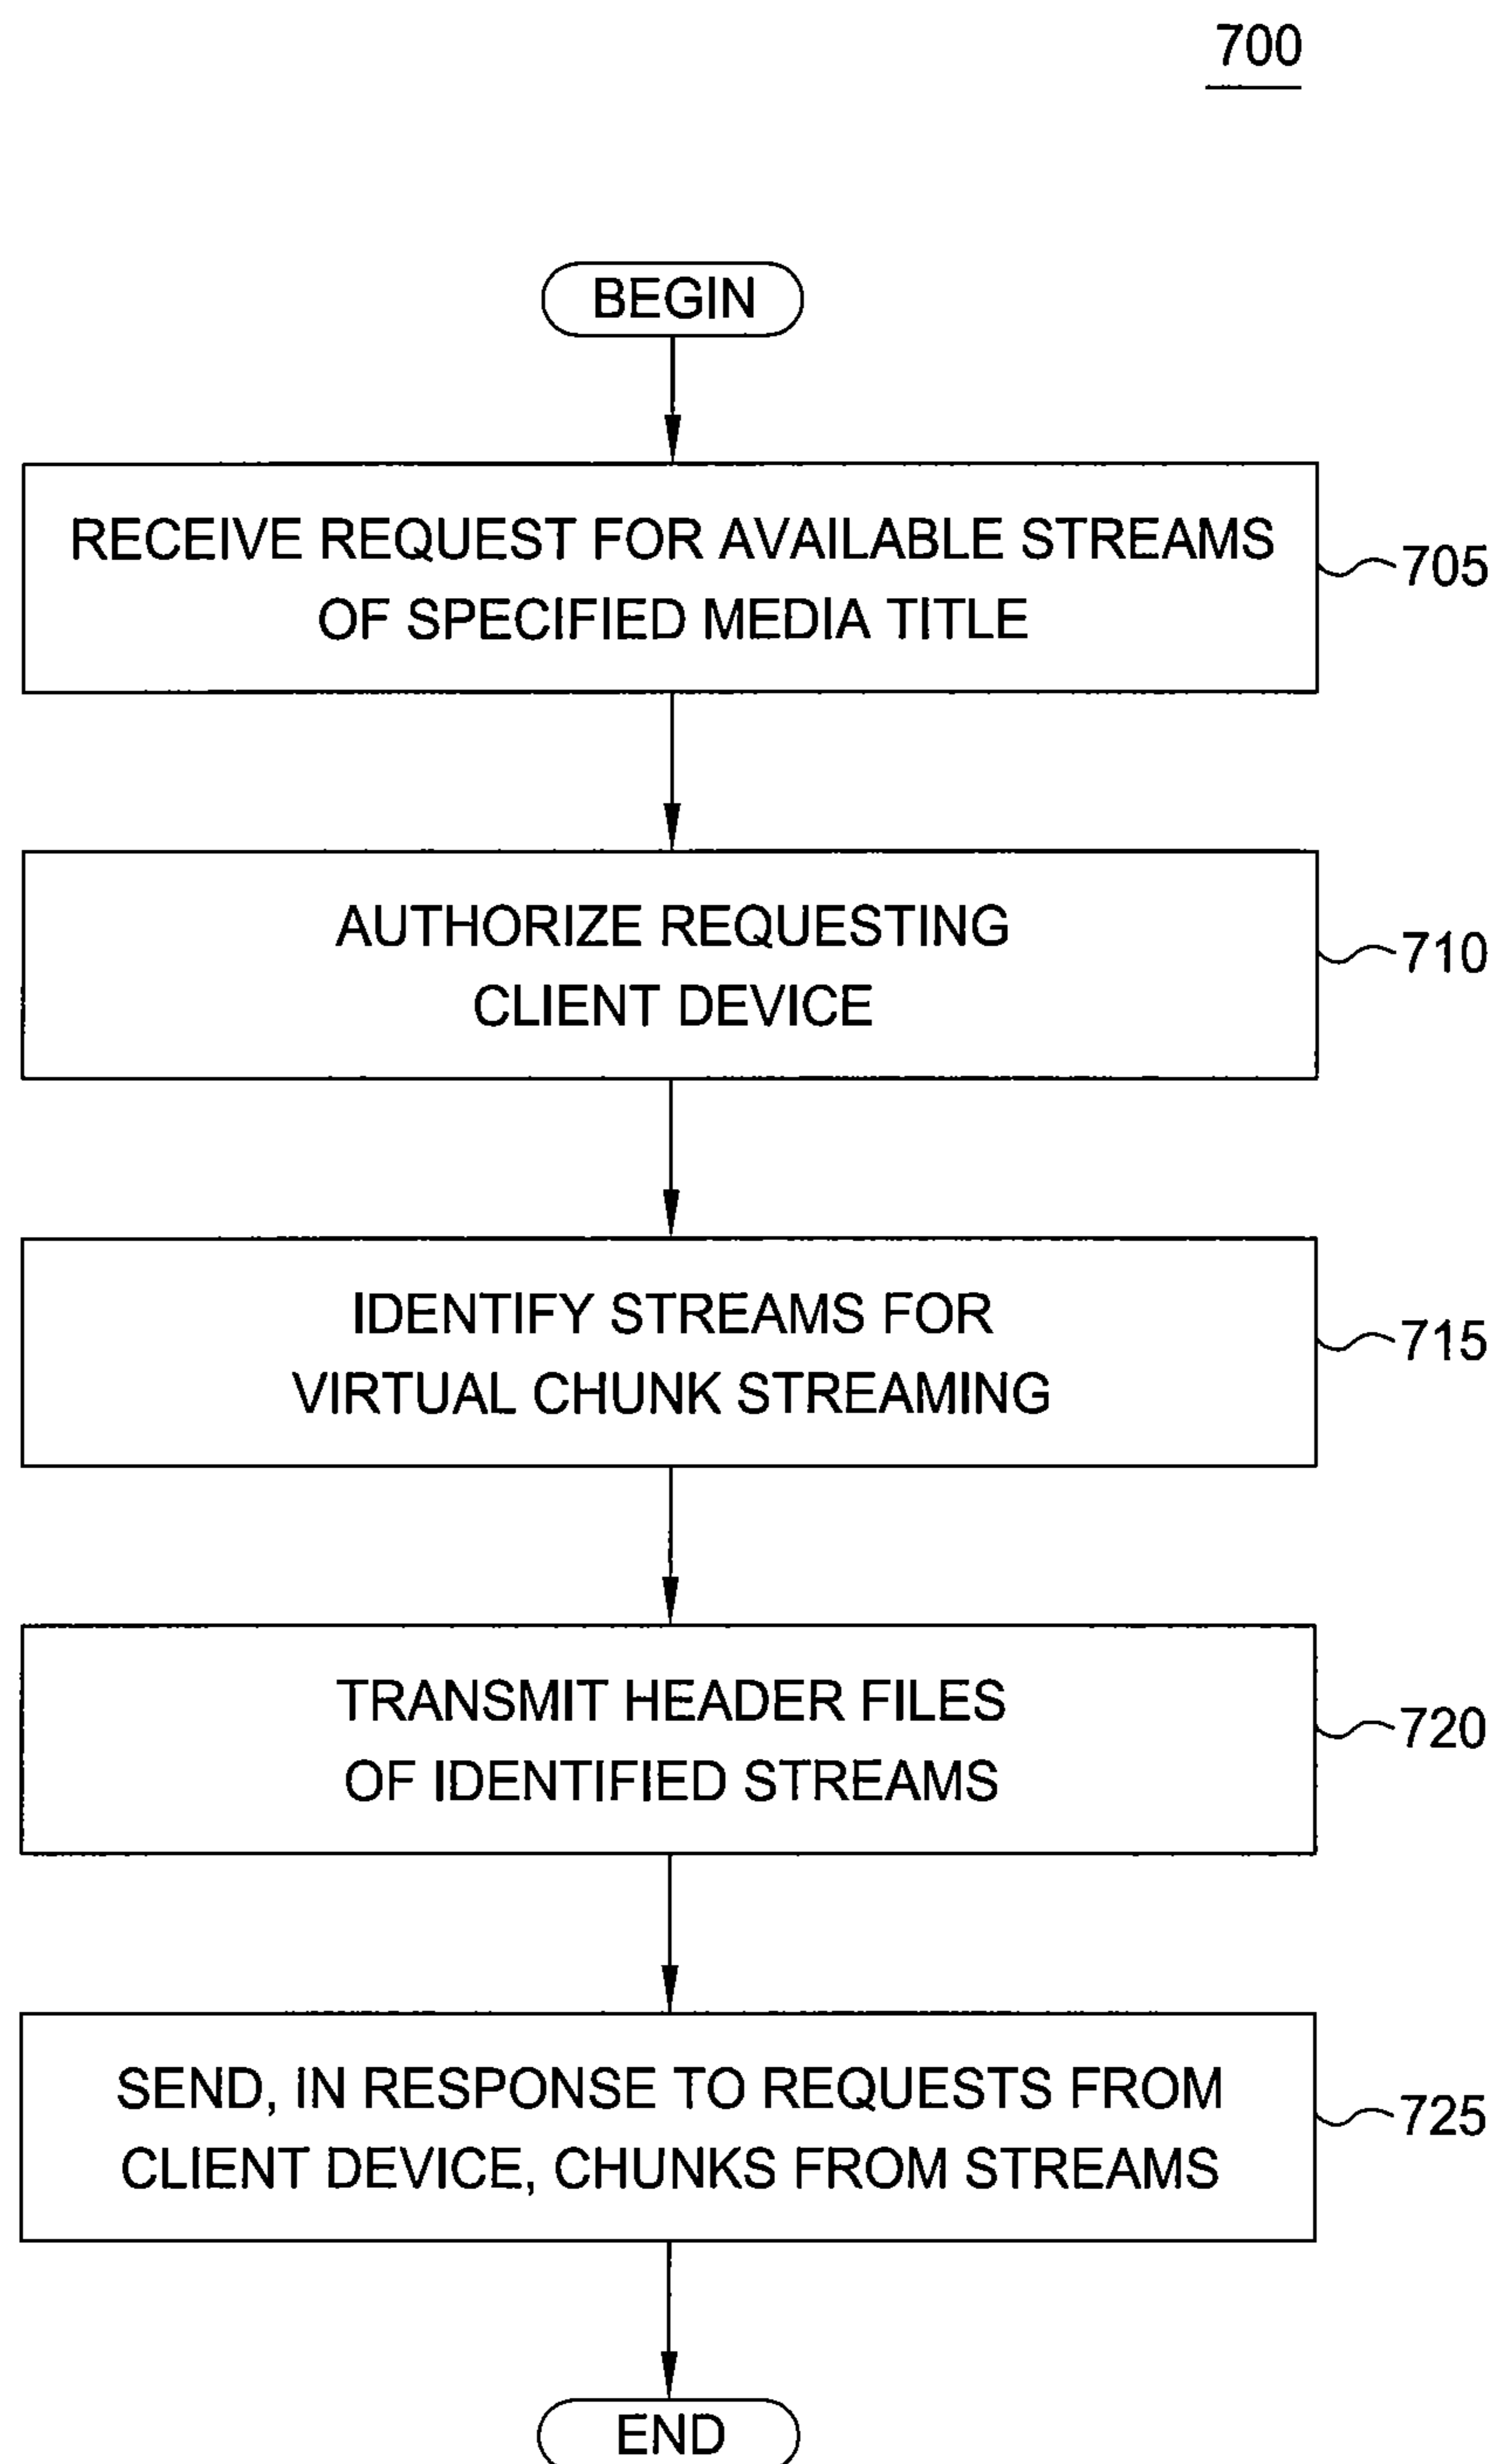 700
BEGIN
RECEIVE REQUEST FOR AVAILABLE STREAMS
OF SPECIFIED MEDIA TITLE
705
AUTHORIZE REQUESTING
CLIENT DEVICE
710
IDENTIFY STREAMS FOR
VIRTUAL CHUNK STREAMING
715
TRANSMIT HEADER FILES
OF IDENTIFIED STREAMS
720
SEND, IN RESPONSE TO REQUESTS FROM
CLIENT DEVICE, CHUNKS FROM STREAMS
725
END